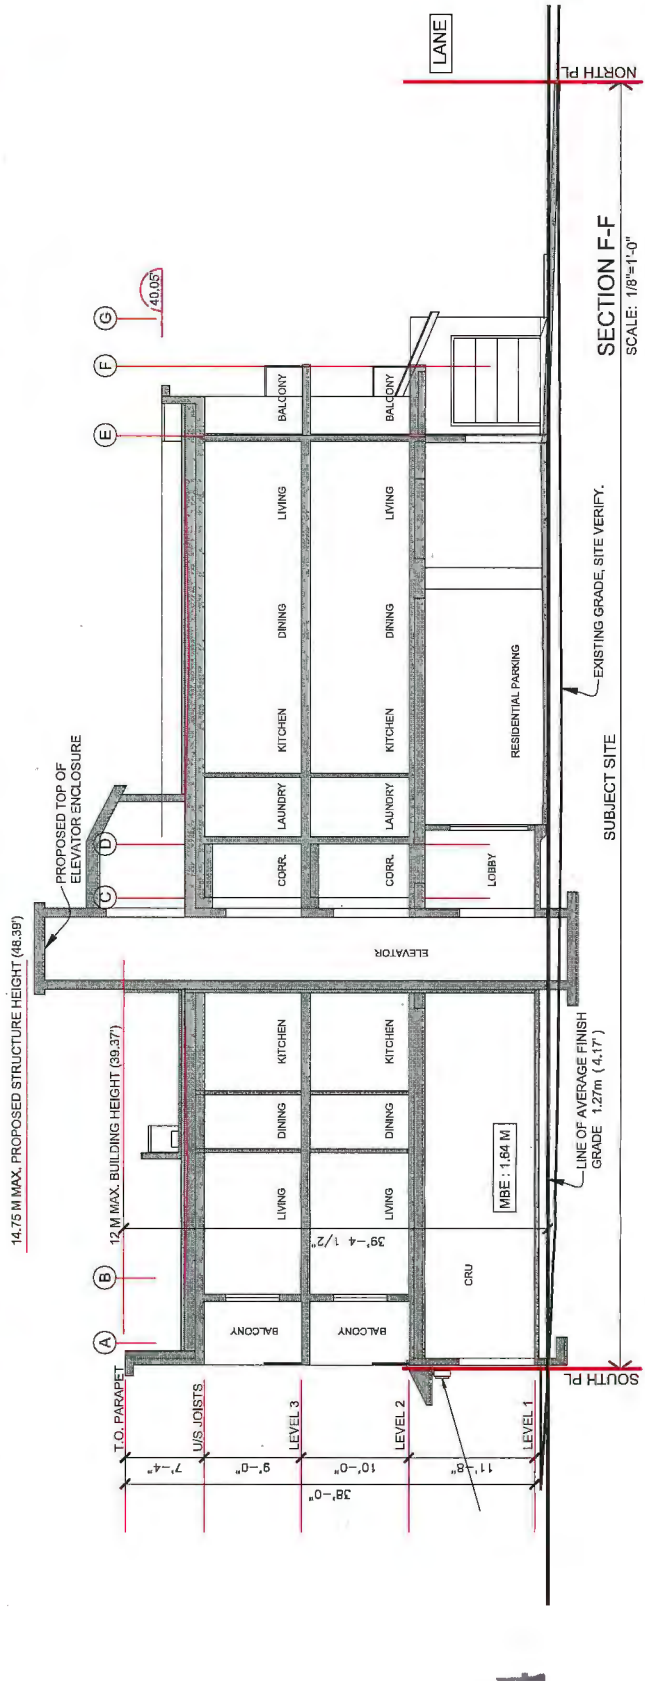 14.75 M MAX. PROPOSED STRUCTURE HEIGHT (48.39')
PROPOSED TOP OF
ELEVATOR ENCLOSURE
12 M MAX. BUILDING HEIGHT (39.37')
A
B
C
D
E
F
G
40.05'
T.O. PARAPET
U/S JOISTS
LEVEL 3
LEVEL 2
LEVEL 1
7'-4"
9'-0"
10'-0"
11'-8"
38'-0"
39'-4 1/2"
BALCONY
LIVING
DINING
KITCHEN
CORR.
LAUNDRY
KITCHEN
DINING
LIVING
BALCONY
BALCONY
LIVING
DINING
KITCHEN
ELEVATOR
CORR.
LAUNDRY
KITCHEN
DINING
LIVING
BALCONY
CRU
MBE : 1.64 M
LOBBY
RESIDENTIAL PARKING
LANE
SOUTH PL
NORTH PL
LINE OF AVERAGE FINISH
GRADE 1.27m ( 4.17' )
SUBJECT SITE
EXISTING GRADE, SITE VERIFY.
SECTION F-F
SCALE: 1/8"=1'-0"